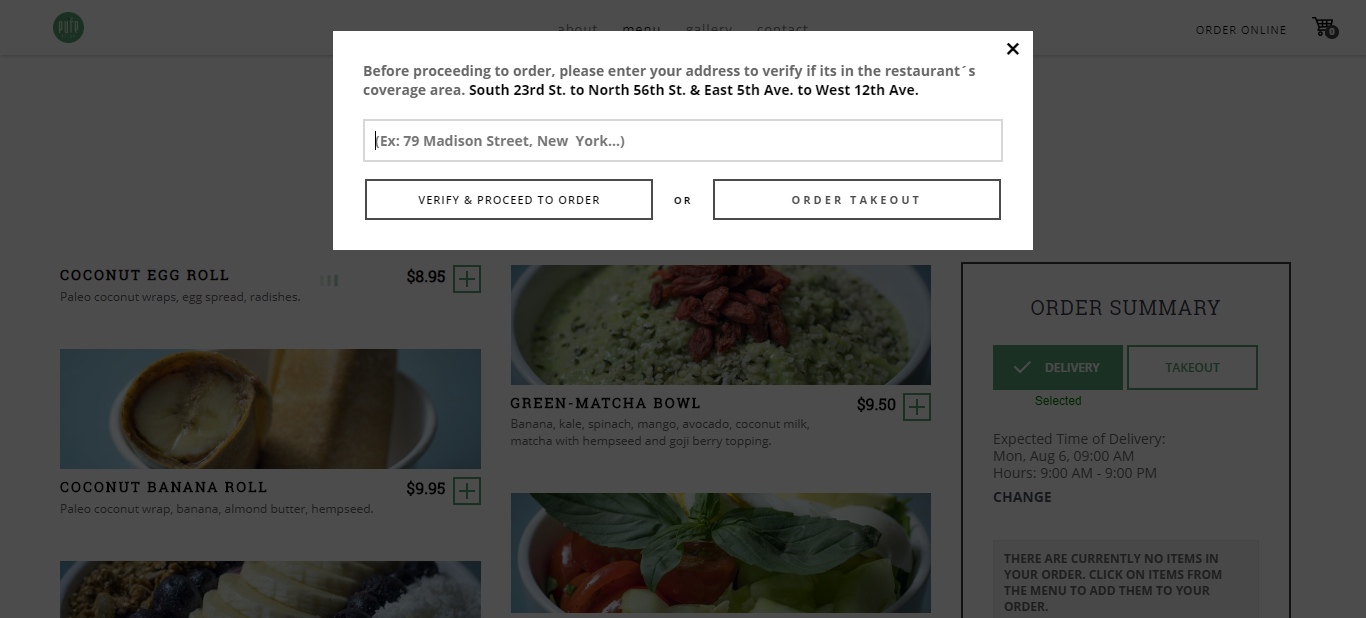 pure
about menu gallery contact
ORDER ONLINE
0
Before proceeding to order, please enter your address to verify if its in the restaurant´s
coverage area. South 23rd St. to North 56th St. & East 5th Ave. to West 12th Ave.
(Ex: 79 Madison Street, New  York...)
VERIFY & PROCEED TO ORDER
OR
ORDER TAKEOUT
COCONUT EGG ROLL
$8.95
Paleo coconut wraps, egg spread, radishes.
COCONUT BANANA ROLL
$9.95
Paleo coconut wrap, banana, almond butter, hempseed.
GREEN-MATCHA BOWL
$9.50
Banana, kale, spinach, mango, avocado, coconut milk,
matcha with hempseed and goji berry topping.
ORDER SUMMARY
DELIVERY
TAKEOUT
Selected
Expected Time of Delivery:
Mon, Aug 6, 09:00 AM
Hours: 9:00 AM - 9:00 PM
CHANGE
THERE ARE CURRENTLY NO ITEMS IN
YOUR ORDER. CLICK ON ITEMS FROM
THE MENU TO ADD THEM TO YOUR
ORDER.